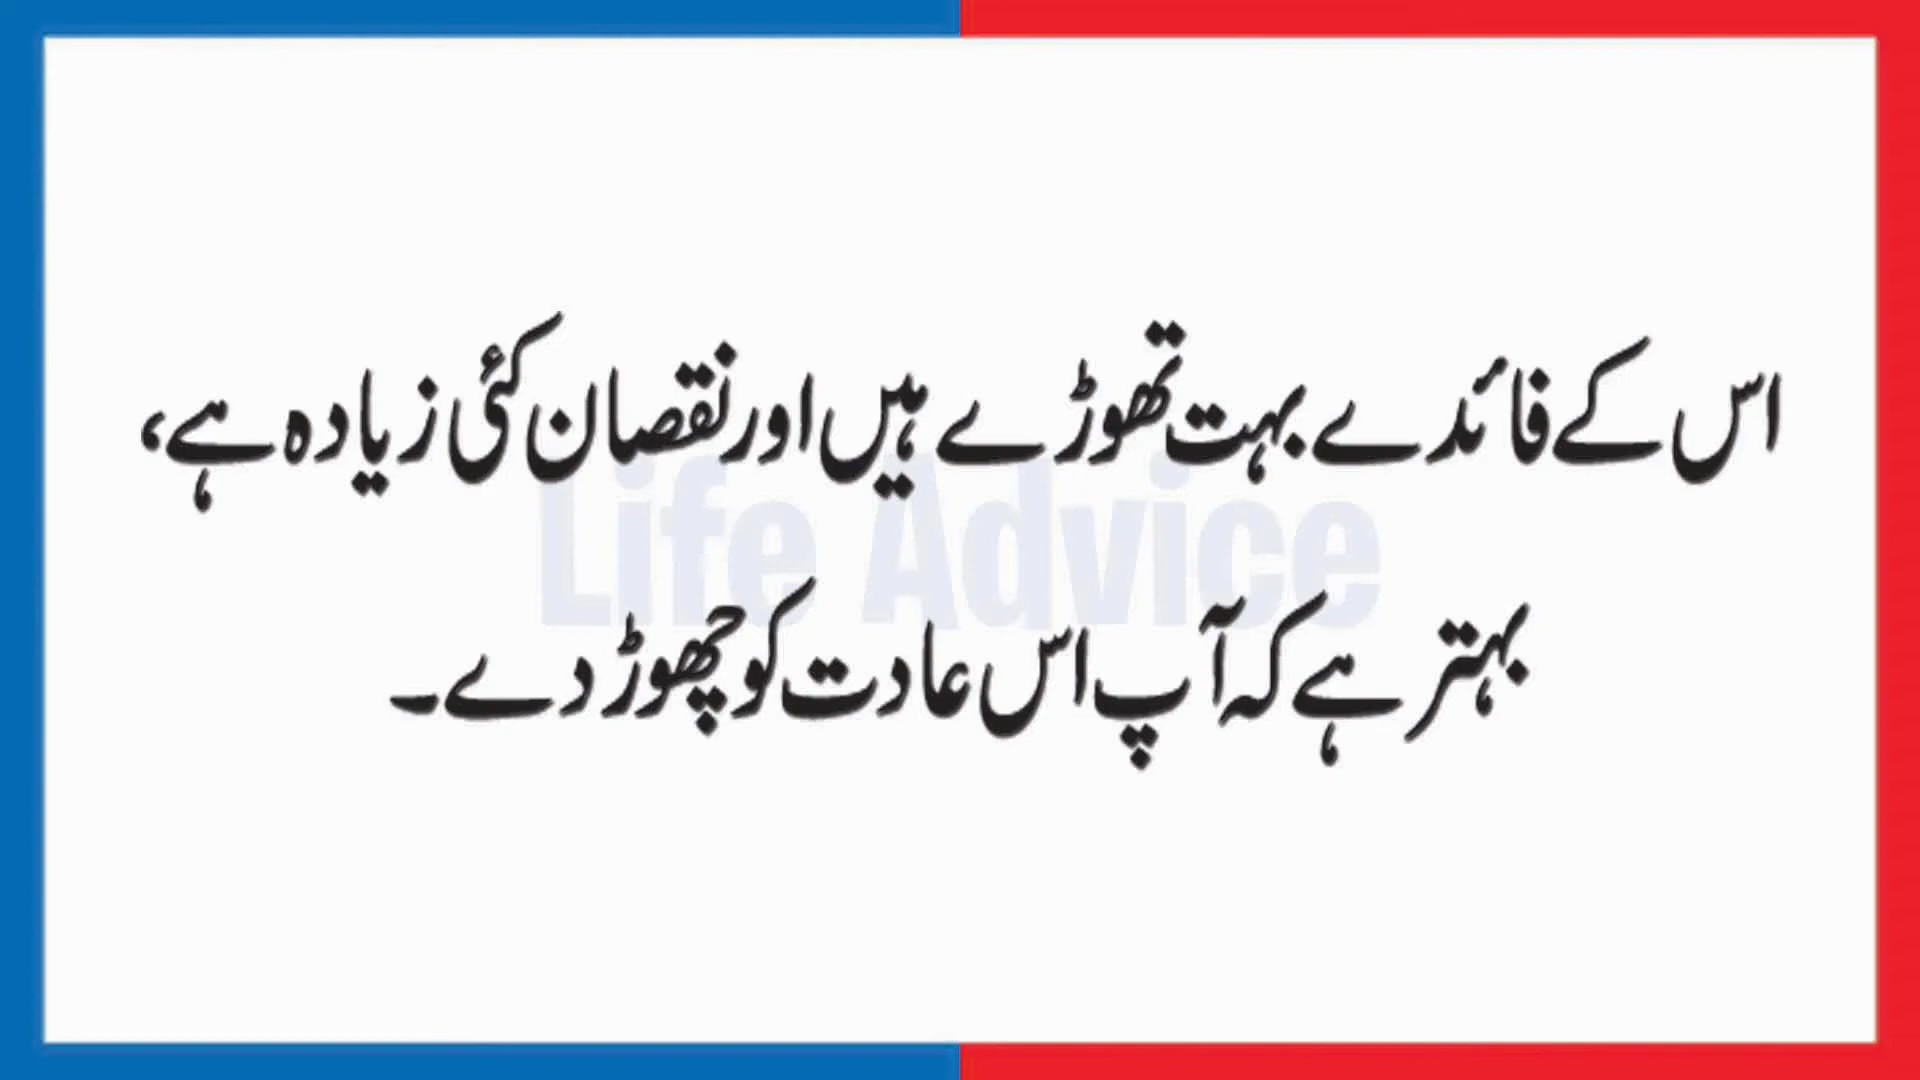 اس کے فائدے بہت تھوڑے ہیں اور نقصان کئی زیادہ ہے،
Life Advice
بہتر ہے کہ آپ اس عادت کو چھوڑ دے۔